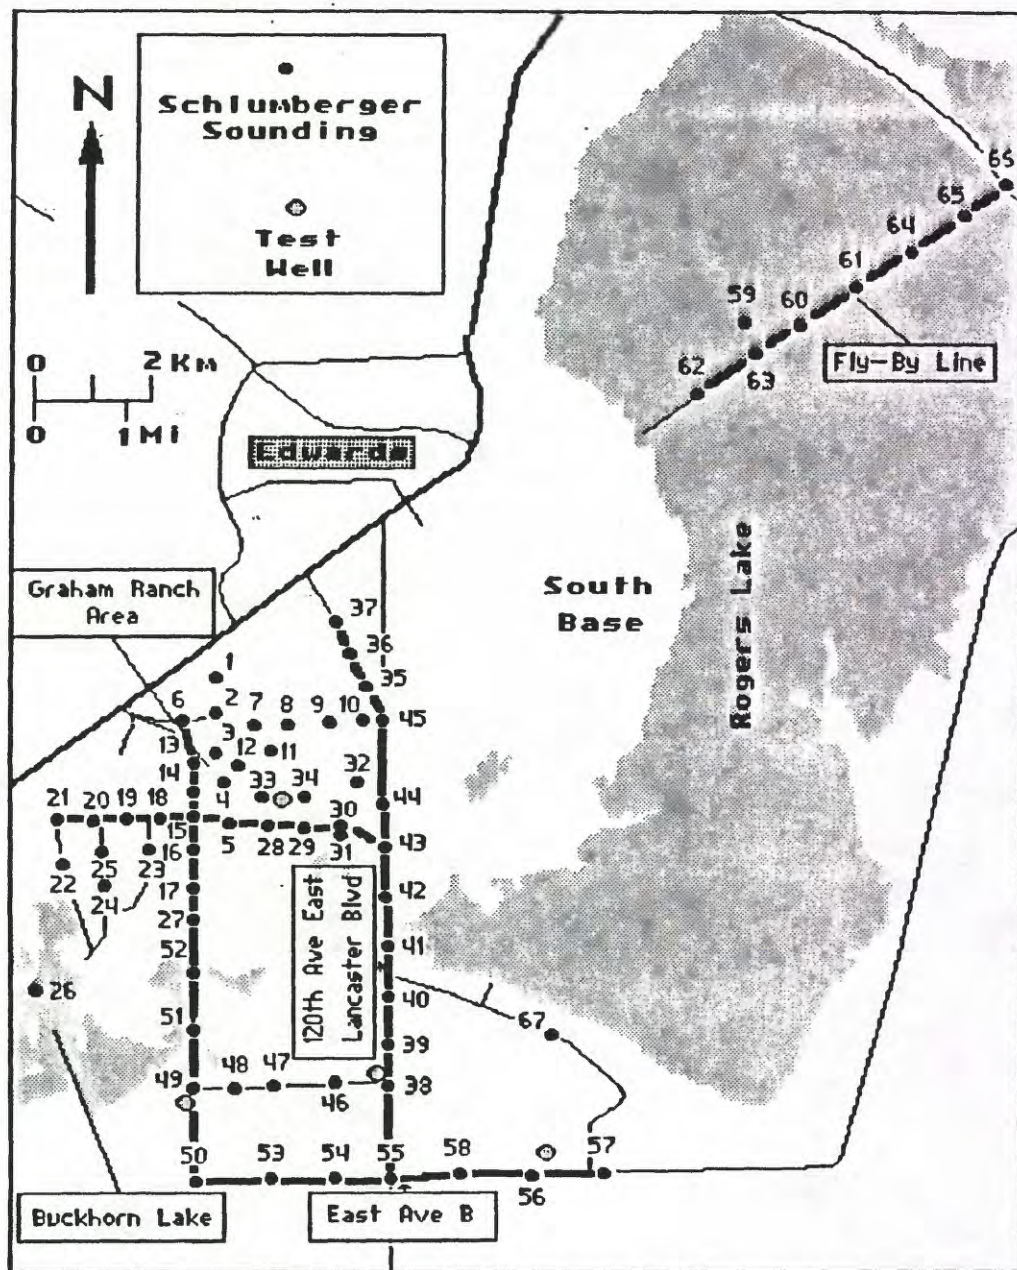 N
Schlumberger
Sounding
Test
Well
0 2 Km
0 1 Mi
Edwards
65
65
64
61
59
60
62
63
Fly-By Line
Rogers Lake
South
Base
Graham Ranch
Area
37
36
35
1
2
6
7 8 9 10 45
3
13
12 11
14
4 33 34 32
44
21 20 19 18
30
15
5 28 29 31 43
16
22 25 23
24
17
42
27
120th Ave East
Lancaster Blvd
52
41
26
40
51
67
39
49 48 47
46
38
50 53 54 55 58 57
56
Buckhorn Lake
East Ave B